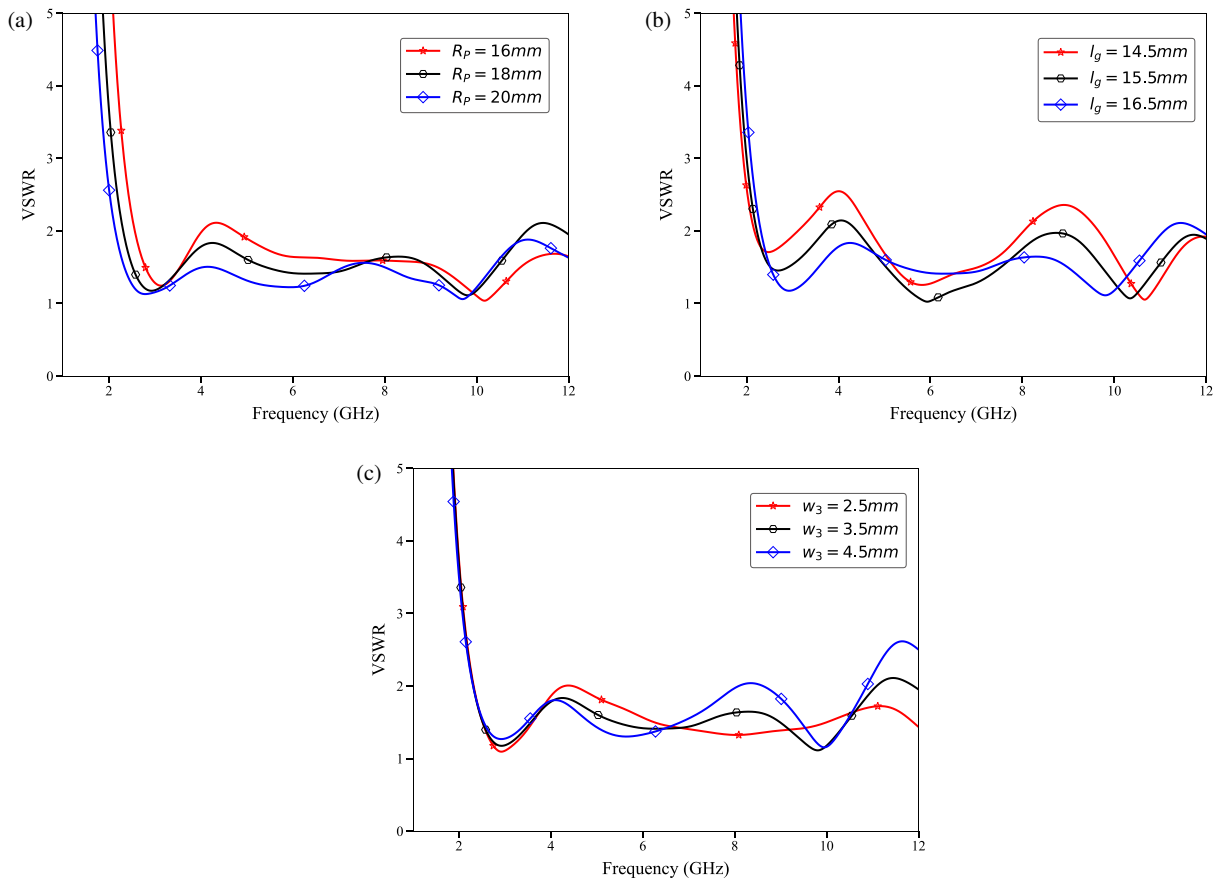 (a)
5
4
3
2
1
0
VSWR
2
4
6
8
10
12
Frequency (GHz)
R_P = 16mm
R_P = 18mm
R_P = 20mm
(b)
5
4
3
2
1
0
VSWR
2
4
6
8
10
12
Frequency (GHz)
l_g = 14.5mm
l_g = 15.5mm
l_g = 16.5mm
(c)
5
4
3
2
1
0
VSWR
2
4
6
8
10
12
Frequency (GHz)
w_3 = 2.5mm
w_3 = 3.5mm
w_3 = 4.5mm